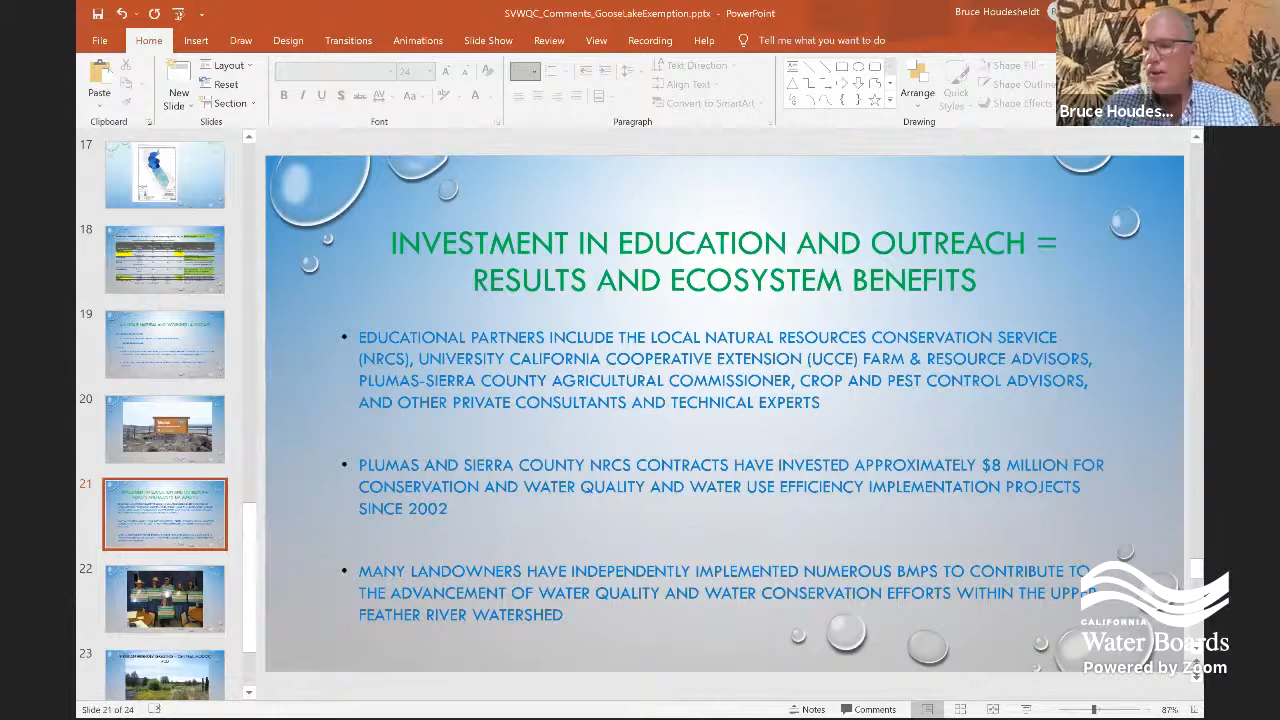 SVWQC_Comments_GooseLakeExemption.pptx - PowerPoint
Bruce Houdesheldt
File Home Insert Draw Design Transitions Animations Slide Show Review View Recording Help Tell me what you want to do
Paste
Clipboard
New
Slide
Layout
Reset
Section
Slides
24
B I U S abc AV Aa A
Font
Text Direction
Align Text
Convert to SmartArt
Paragraph
Arrange
Quick
Styles
Shape Fill
Shape Outline
Shape Effects
Drawing
Bruce Houdes...
17
18
19
20
21
22
23
INVESTMENT IN EDUCATION AND OUTREACH =
RESULTS AND ECOSYSTEM BENEFITS
• EDUCATIONAL PARTNERS INCLUDE THE LOCAL NATURAL RESOURCES CONSERVATION SERVICE
(NRCS), UNIVERSITY CALIFORNIA COOPERATIVE EXTENSION (UCCE) FARM & RESOURCE ADVISORS,
PLUMAS-SIERRA COUNTY AGRICULTURAL COMMISSIONER, CROP AND PEST CONTROL ADVISORS,
AND OTHER PRIVATE CONSULTANTS AND TECHNICAL EXPERTS
• PLUMAS AND SIERRA COUNTY NRCS CONTRACTS HAVE INVESTED APPROXIMATELY $8 MILLION FOR
CONSERVATION AND WATER QUALITY AND WATER USE EFFICIENCY IMPLEMENTATION PROJECTS
SINCE 2002
• MANY LANDOWNERS HAVE INDEPENDENTLY IMPLEMENTED NUMEROUS BMPS TO CONTRIBUTE TO
THE ADVANCEMENT OF WATER QUALITY AND WATER CONSERVATION EFFORTS WITHIN THE UPPER
FEATHER RIVER WATERSHED
CALIFORNIA
Water Boards
Powered by Zoom
Slide 21 of 24
Notes
Comments
87%